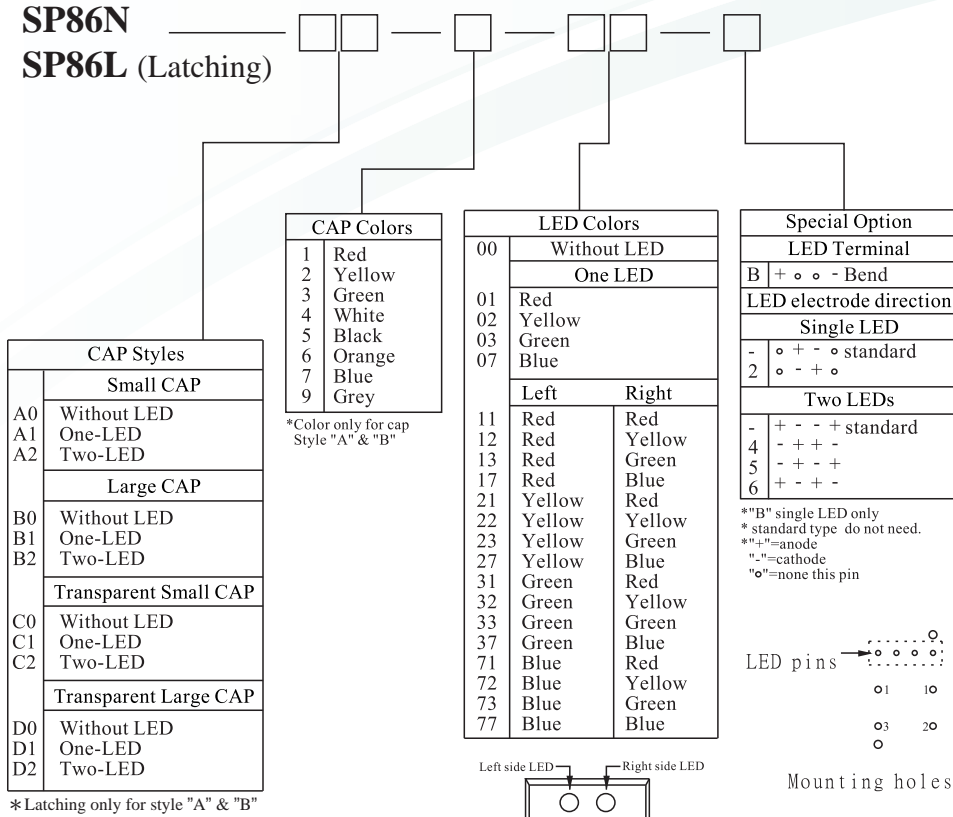 SP86N
SP86L (Latching)
CAP Styles
Small CAP
A0 Without LED
A1 One-LED
A2 Two-LED
Large CAP
B0 Without LED
B1 One-LED
B2 Two-LED
Transparent Small CAP
C0 Without LED
C1 One-LED
C2 Two-LED
Transparent Large CAP
D0 Without LED
D1 One-LED
D2 Two-LED
*Latching only for style "A" & "B"
CAP Colors
1 Red
2 Yellow
3 Green
4 White
5 Black
6 Orange
7 Blue
9 Grey
*Color only for cap
Style "A" & "B"
LED Colors
00 Without LED
One LED
01 Red
02 Yellow
03 Green
07 Blue
Left Right
11 Red Red
12 Red Yellow
13 Red Green
17 Red Blue
21 Yellow Red
22 Yellow Yellow
23 Yellow Green
27 Yellow Blue
31 Green Red
32 Green Yellow
33 Green Green
37 Green Blue
71 Blue Red
72 Blue Yellow
73 Blue Green
77 Blue Blue
Left side LED Right side LED
Special Option
LED Terminal
B + o o - Bend
LED electrode direction
Single LED
- o + - o standard
2 o - + o
Two LEDs
- + - - + standard
4 - + + -
5 - + - +
6 + - + -
*"B" single LED only
* standard type do not need.
*"+"=anode
"-"=cathode
"o"=none this pin
LED pins
1 1
3 2
Mounting holes